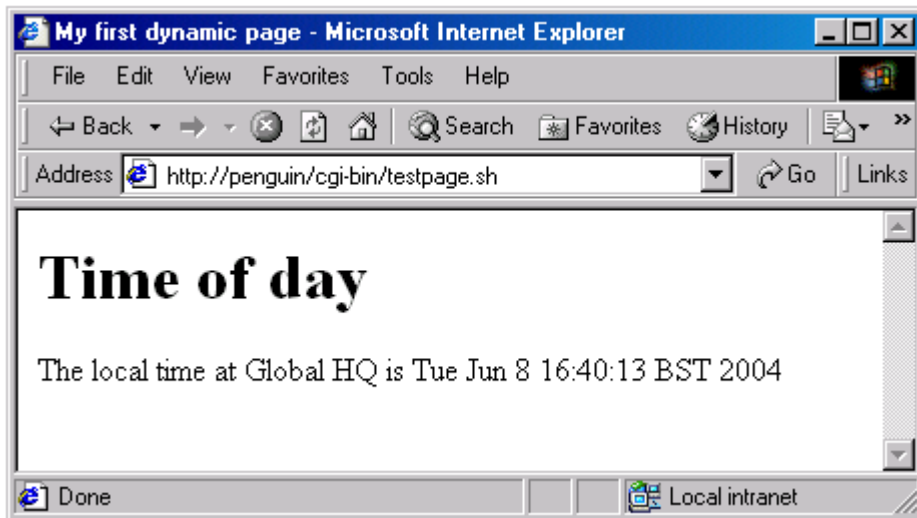 My first dynamic page - Microsoft Internet Explorer
File Edit View Favorites Tools Help
Back Search Favorites History »
Address http://penguin/cgi-bin/testpage.sh Go Links
Time of day
The local time at Global HQ is Tue Jun 8 16:40:13 BST 2004
Done Local intranet